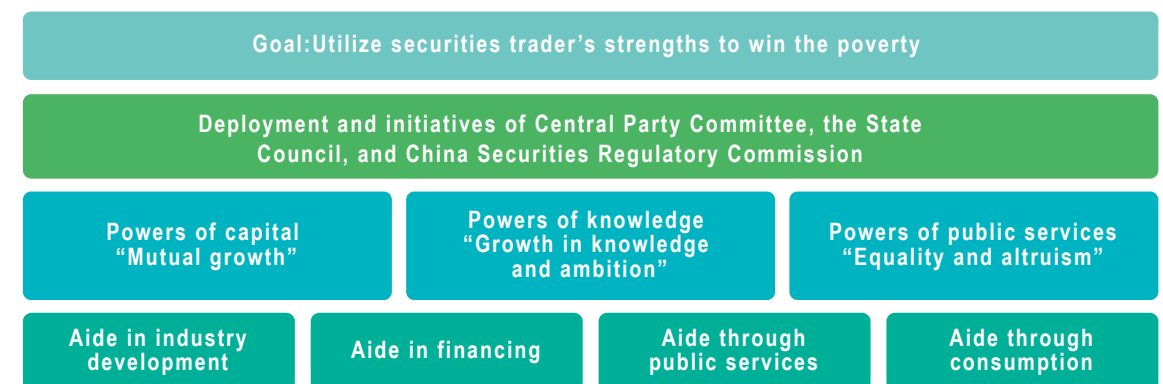 Goal:Utilize securities trader's strengths to win the poverty
Deployment and initiatives of Central Party Committee, the State
Council, and China Securities Regulatory Commission
Powers of capital
“Mutual growth”
Powers of knowledge
“Growth in knowledge
and ambition”
Powers of public services
“Equality and altruism”
Aide in industry
development
Aide in financing
Aide through
public services
Aide through
consumption